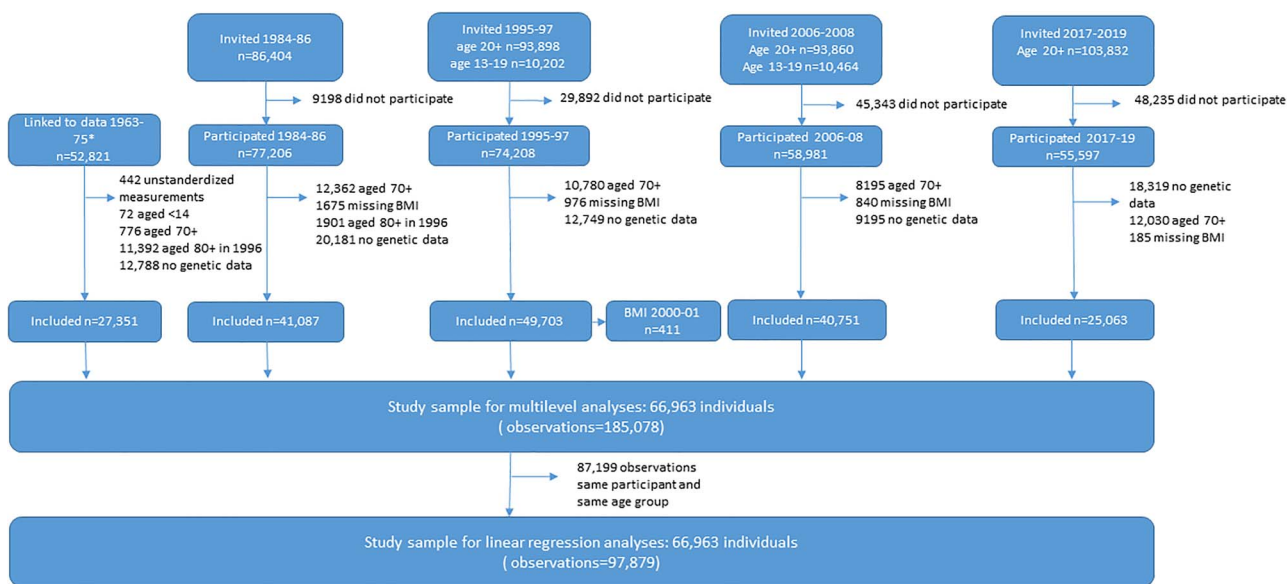 Invited 1984-86
n=86,404
Invited 1995-97
age 20+ n=93,898
age 13-19 n=10,202
Invited 2006-2008
Age 20+ n=93,860
Age 13-19 n=10,464
Invited 2017-2019
Age 20+ n=103,832
9198 did not participate
29,892 did not participate
45,343 did not participate
48,235 did not participate
Linked to data 1963-
75*
n=52,821
Participated 1984-86
n=77,206
Participated 1995-97
n=74,208
Participated 2006-08
n=58,981
Participated 2017-19
n=55,597
442 unstanderdized
measurements
72 aged <14
776 aged 70+
11,392 aged 80+ in 1996
12,788 no genetic data
12,362 aged 70+
1675 missing BMI
1901 aged 80+ in 1996
20,181 no genetic data
10,780 aged 70+
976 missing BMI
12,749 no genetic data
8195 aged 70+
840 missing BMI
9195 no genetic data
18,319 no genetic
data
12,030 aged 70+
185 missing BMI
Included n=27,351
Included n=41,087
Included n=49,703
BMI 2000-01
n=411
Included n=40,751
Included n=25,063
Study sample for multilevel analyses: 66,963 individuals
( observations=185,078)
87,199 observations
same participant and
same age group
Study sample for linear regression analyses: 66,963 individuals
( observations=97,879)